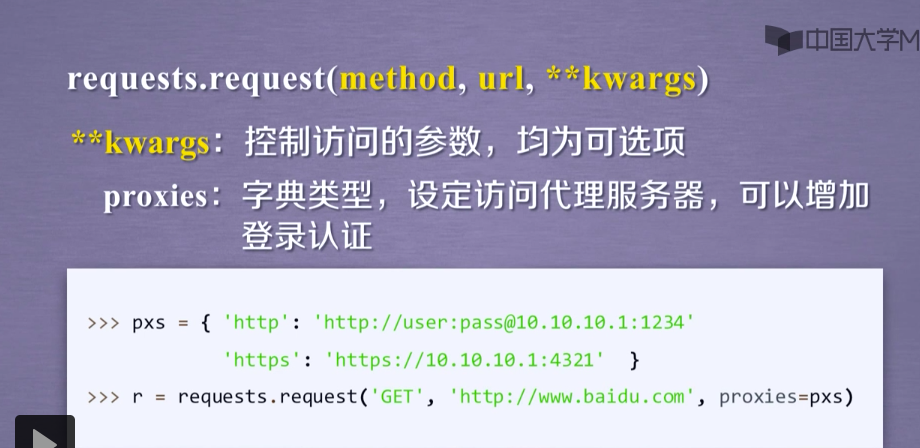 中国大学M
requests.request(method, url, **kwargs)
**kwargs：控制访问的参数，均为可选项
proxies：字典类型，设定访问代理服务器，可以增加
登录认证
>>> pxs = { 'http': 'http://user:pass@10.10.10.1:1234'
'https': 'https://10.10.10.1:4321' }
>>> r = requests.request('GET', 'http://www.baidu.com', proxies=pxs)